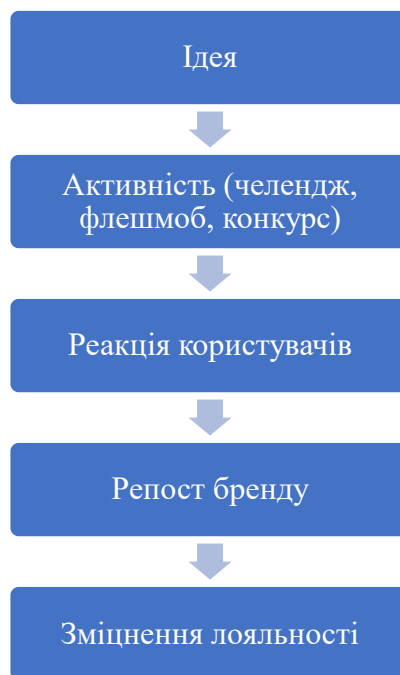 Ідея
Активність (челендж,
флешмоб, конкурс)
Реакція користувачів
Репост бренду
Зміцнення лояльності